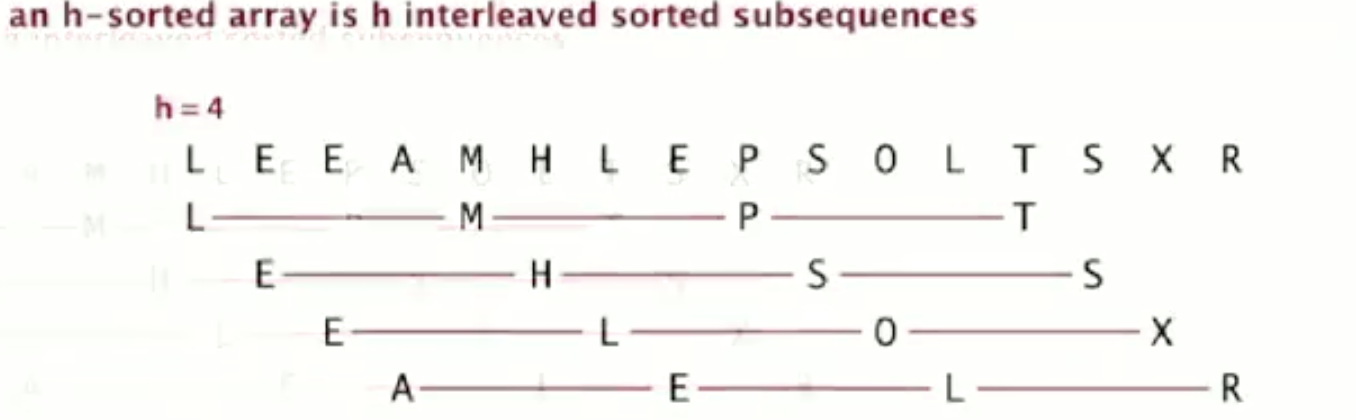 an h-sorted array is h interleaved sorted subsequences
h = 4
L E E A M H L E P S O L T S X R
L M P T
E H S S
E L O X
A E L R